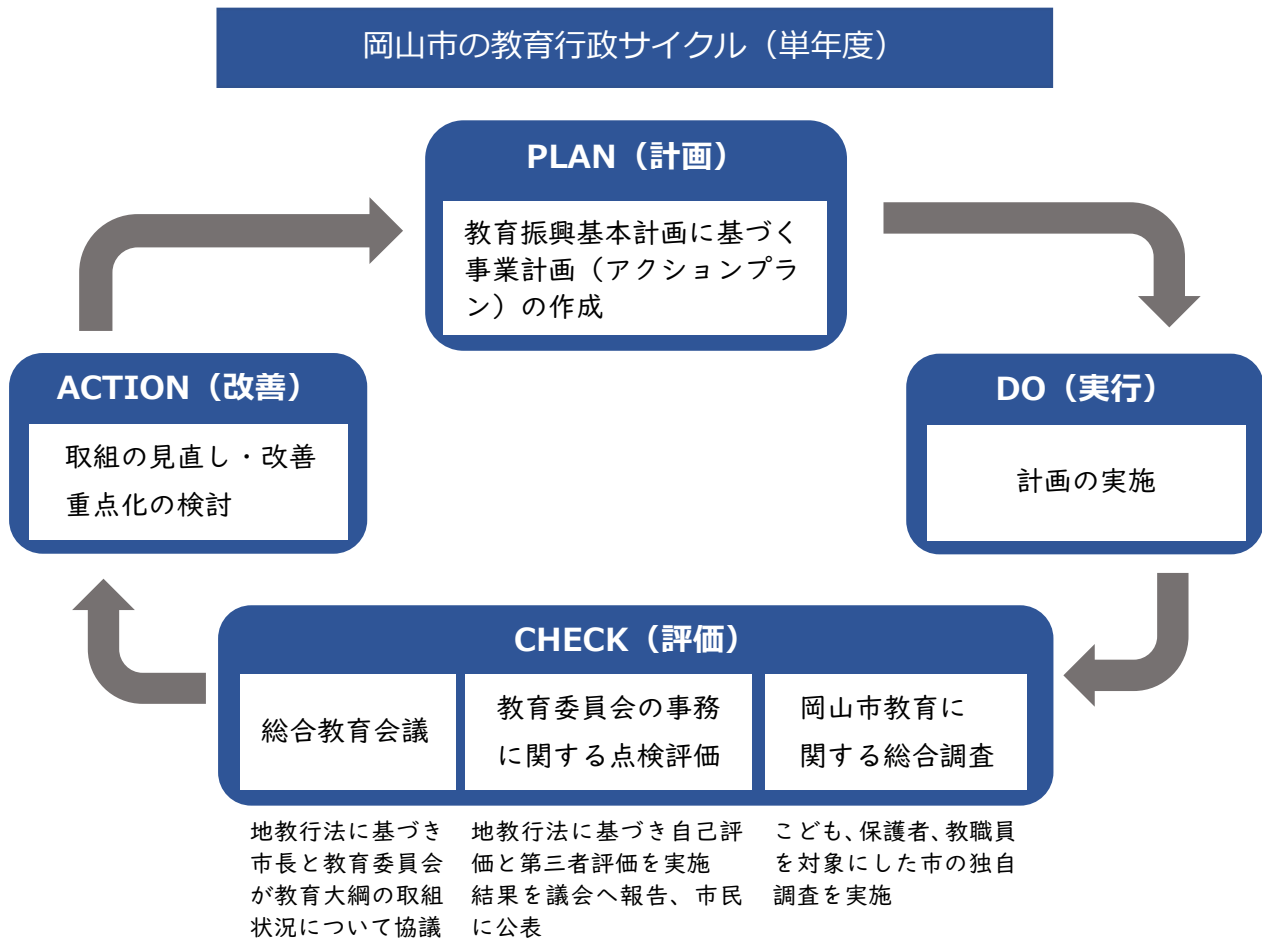 岡山市の教育行政サイクル（単年度）
PLAN（計画）
教育振興基本計画に基づく
事業計画（アクションプラ
ン）の作成
DO（実行）
計画の実施
CHECK（評価）
総合教育会議
地教行法に基づき
市長と教育委員会
が教育大綱の取組
状況について協議
教育委員会の事務
に関する点検評価
地教行法に基づき自己評
価と第三者評価を実施
結果を議会へ報告、市民
に公表
岡山市教育に
関する総合調査
こども、保護者、教職員
を対象にした市の独自
調査を実施
ACTION（改善）
取組の見直し・改善
重点化の検討